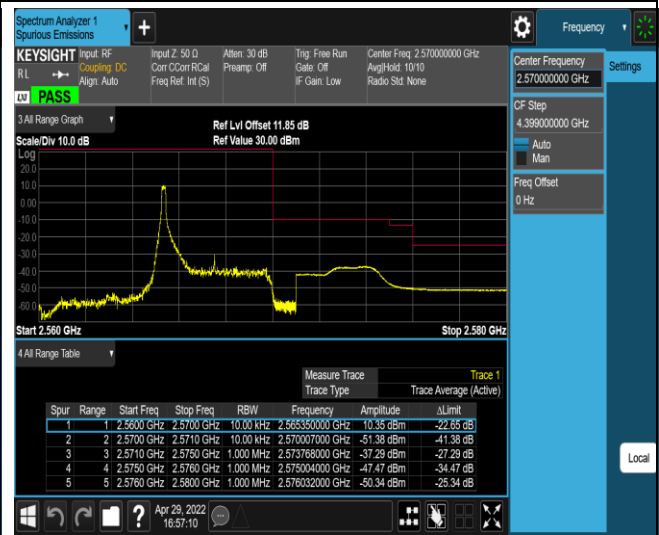 Spectrum Analyzer 1
Spurious Emissions
+
Frequency
KEYSIGHT
RL
LXI PASS
Input: RF
Coupling: DC
Align: Auto
Input Z: 50 Ω
Corr CCorr RCal
Freq Ref: Int (S)
Atten: 30 dB
Preamp: Off
Trig: Free Run
Gate: Off
IF Gain: Low
Center Freq: 2.570000000 GHz
Avg|Hold: 10/10
Radio Std: None
Center Frequency
2.570000000 GHz
Settings
CF Step
4.399000000 GHz
Auto
Man
Freq Offset
0 Hz
3 All Range Graph
Scale/Div 10.0 dB
Ref Lvl Offset 11.85 dB
Ref Value 30.00 dBm
Log
20.0
10.0
0.00
-10.0
-20.0
-30.0
-40.0
-50.0
-60.0
Start 2.560 GHz
Stop 2.580 GHz
4 All Range Table
Measure Trace Trace 1
Trace Type Trace Average (Active)
Spur Range Start Freq Stop Freq RBW Frequency Amplitude ΔLimit
1 1 2.5600 GHz 2.5700 GHz 10.00 kHz 2.565350000 GHz 10.35 dBm -22.65 dB
2 2 2.5700 GHz 2.5710 GHz 10.00 kHz 2.570007000 GHz -51.38 dBm -41.38 dB
3 3 2.5710 GHz 2.5750 GHz 1.000 MHz 2.573768000 GHz -37.29 dBm -27.29 dB
4 4 2.5750 GHz 2.5760 GHz 1.000 MHz 2.575004000 GHz -47.47 dBm -34.47 dB
5 5 2.5760 GHz 2.5800 GHz 1.000 MHz 2.576032000 GHz -50.34 dBm -25.34 dB
Local
?
Apr 29, 2022
16:57:10